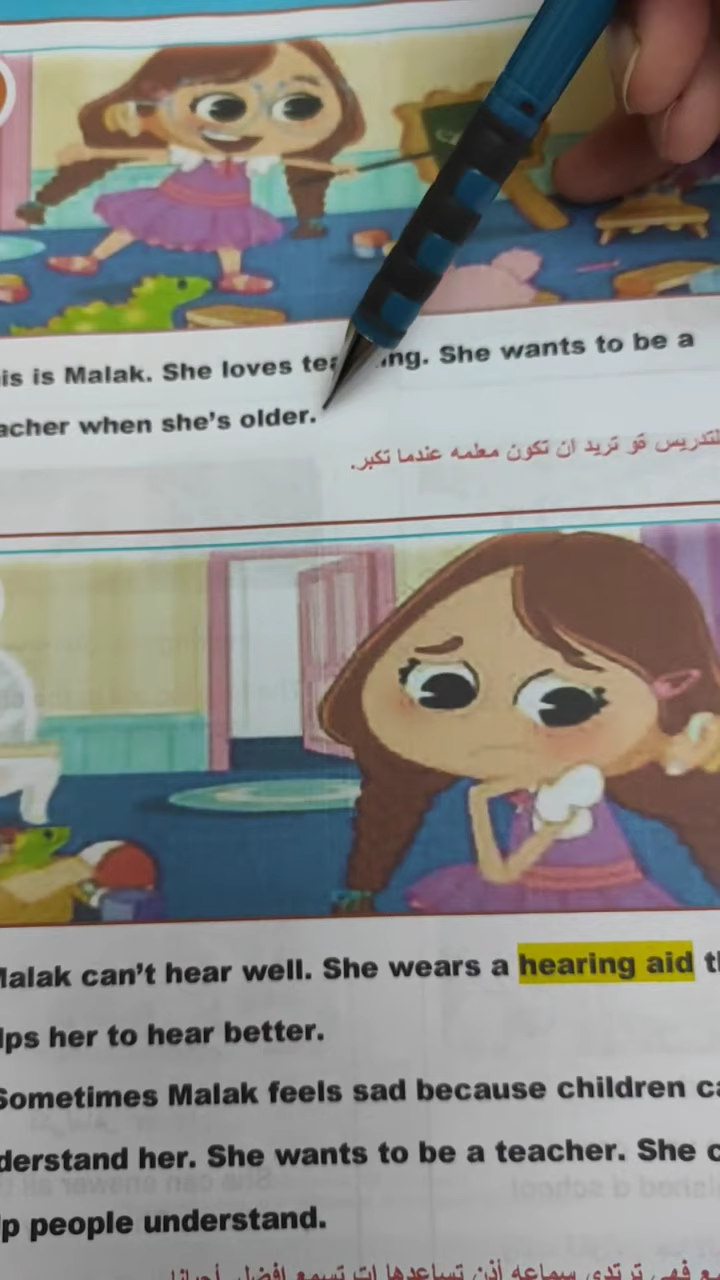 is is Malak. She loves tea ing. She wants to be a
acher when she's older.
لتدريس قو تريد ان تكون معلمه عندما تكبر.
Malak can't hear well. She wears a hearing aid t
lps her to hear better.
Sometimes Malak feels sad because children ca
derstand her. She wants to be a teacher. She c
p people understand.